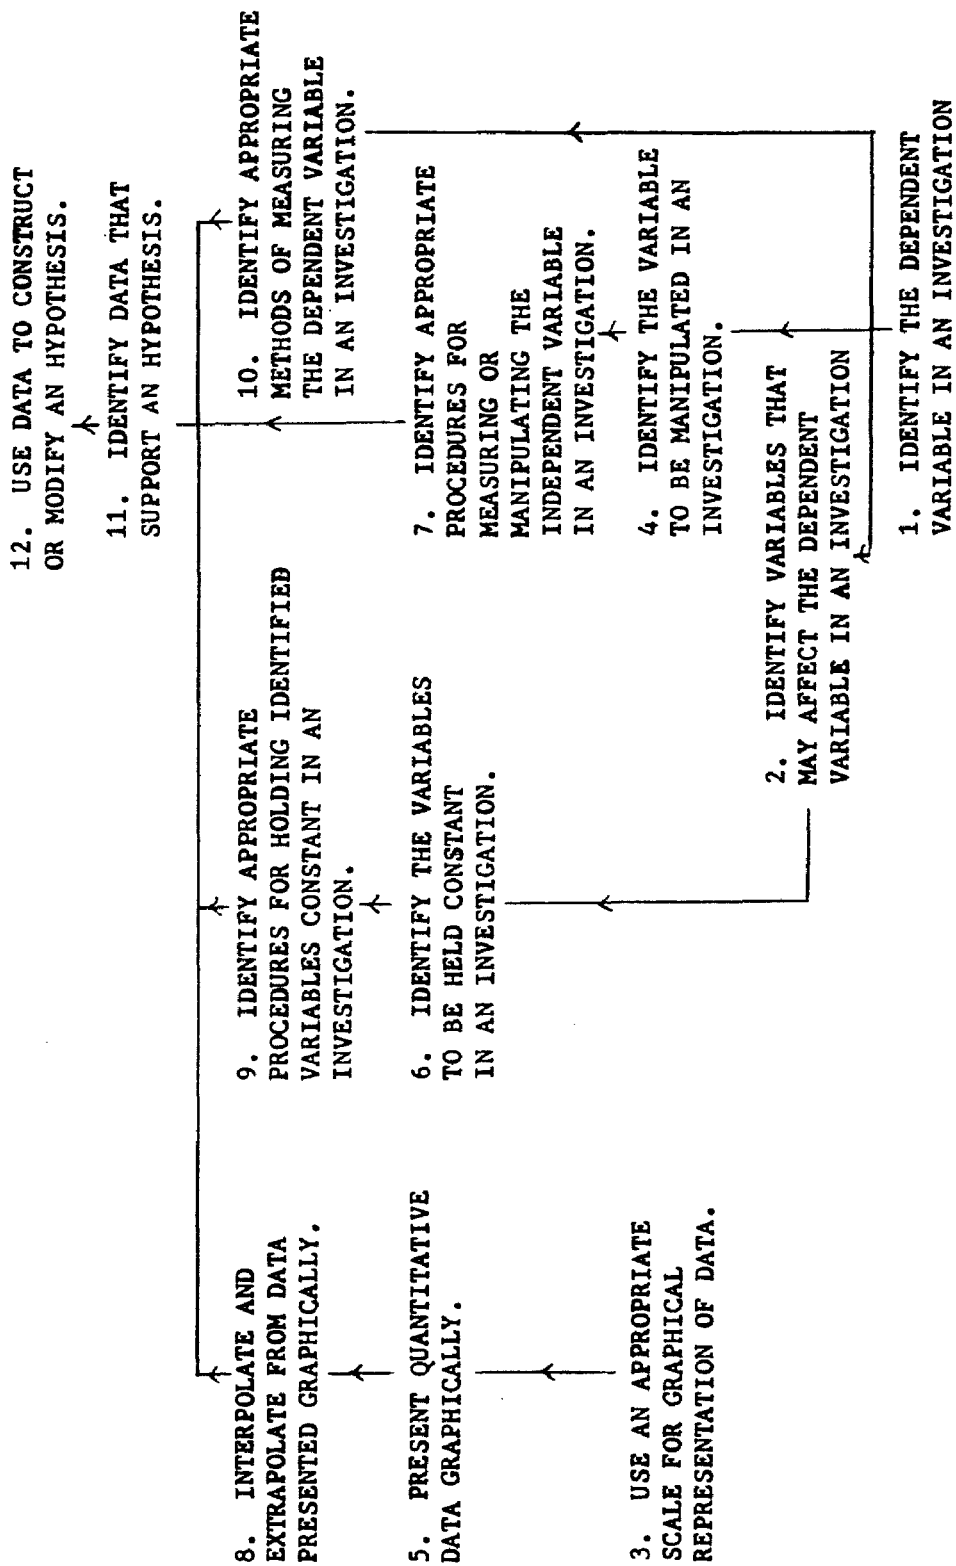 12. USE DATA TO CONSTRUCT
OR MODIFY AN HYPOTHESIS.
11. IDENTIFY DATA THAT
SUPPORT AN HYPOTHESIS.
8. INTERPOLATE AND
EXTRAPOLATE FROM DATA
PRESENTED GRAPHICALLY.
9. IDENTIFY APPROPRIATE
PROCEDURES FOR HOLDING IDENTIFIED
VARIABLES CONSTANT IN AN
INVESTIGATION.
10. IDENTIFY APPROPRIATE
METHODS OF MEASURING
THE DEPENDENT VARIABLE
IN AN INVESTIGATION.
5. PRESENT QUANTITATIVE
DATA GRAPHICALLY.
6. IDENTIFY THE VARIABLES
TO BE HELD CONSTANT
IN AN INVESTIGATION.
7. IDENTIFY APPROPRIATE
PROCEDURES FOR
MEASURING OR
MANIPULATING THE
INDEPENDENT VARIABLE
IN AN INVESTIGATION.
3. USE AN APPROPRIATE
SCALE FOR GRAPHICAL
REPRESENTATION OF DATA.
4. IDENTIFY THE VARIABLE
TO BE MANIPULATED IN AN
INVESTIGATION.
2. IDENTIFY VARIABLES THAT
MAY AFFECT THE DEPENDENT
VARIABLE IN AN INVESTIGATION
1. IDENTIFY THE DEPENDENT
VARIABLE IN AN INVESTIGATION